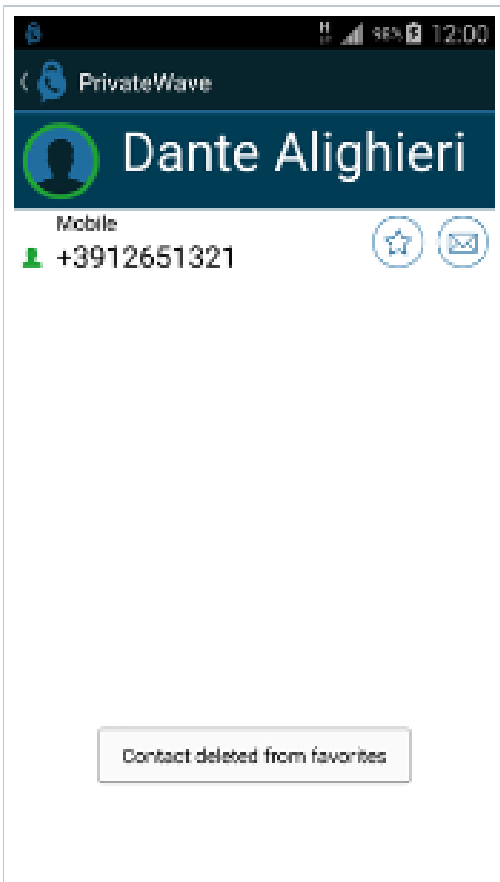 H 98% 12:00
PrivateWave
Dante Alighieri
Mobile
+3912651321
Contact deleted from favorites